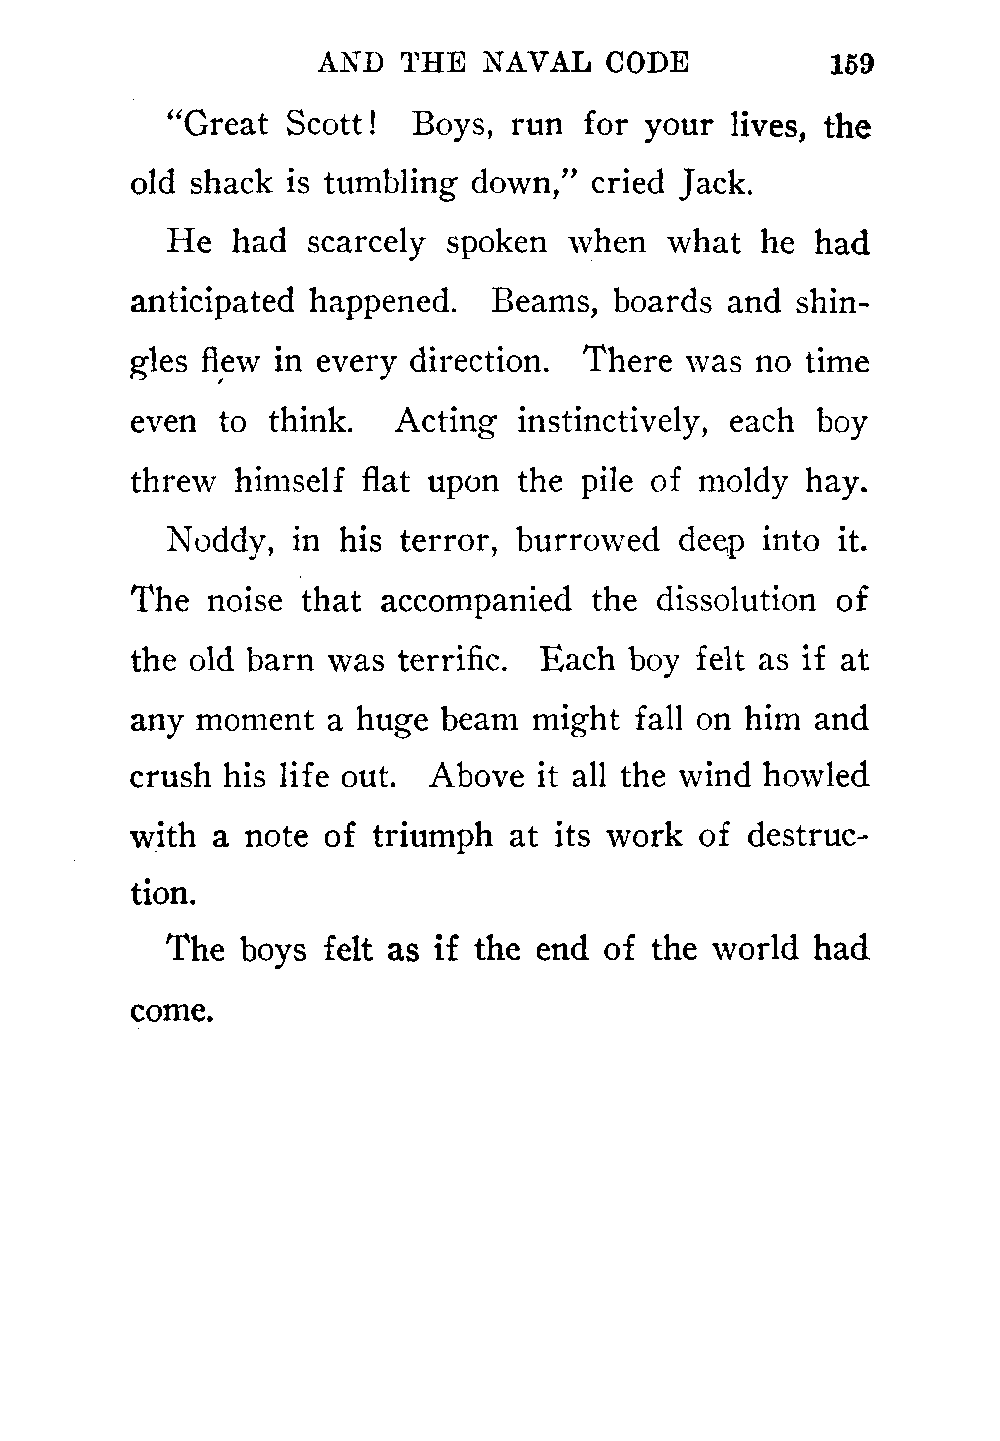 AND THE NAVAL CODE 159
"Great Scott! Boys, run for your lives, the
old shack is tumbling down," cried Jack.
He had scarcely spoken when what he had
anticipated happened. Beams, boards and shin-
gles flew in every direction. There was no time
even to think. Acting instinctively, each boy
threw himself flat upon the pile of moldy hay.
Noddy, in his terror, burrowed deep into it.
The noise that accompanied the dissolution of
the old barn was terrific. Each boy felt as if at
any moment a huge beam might fall on him and
crush his life out. Above it all the wind howled
with a note of triumph at its work of destruc-
tion.
The boys felt as if the end of the world had
come.